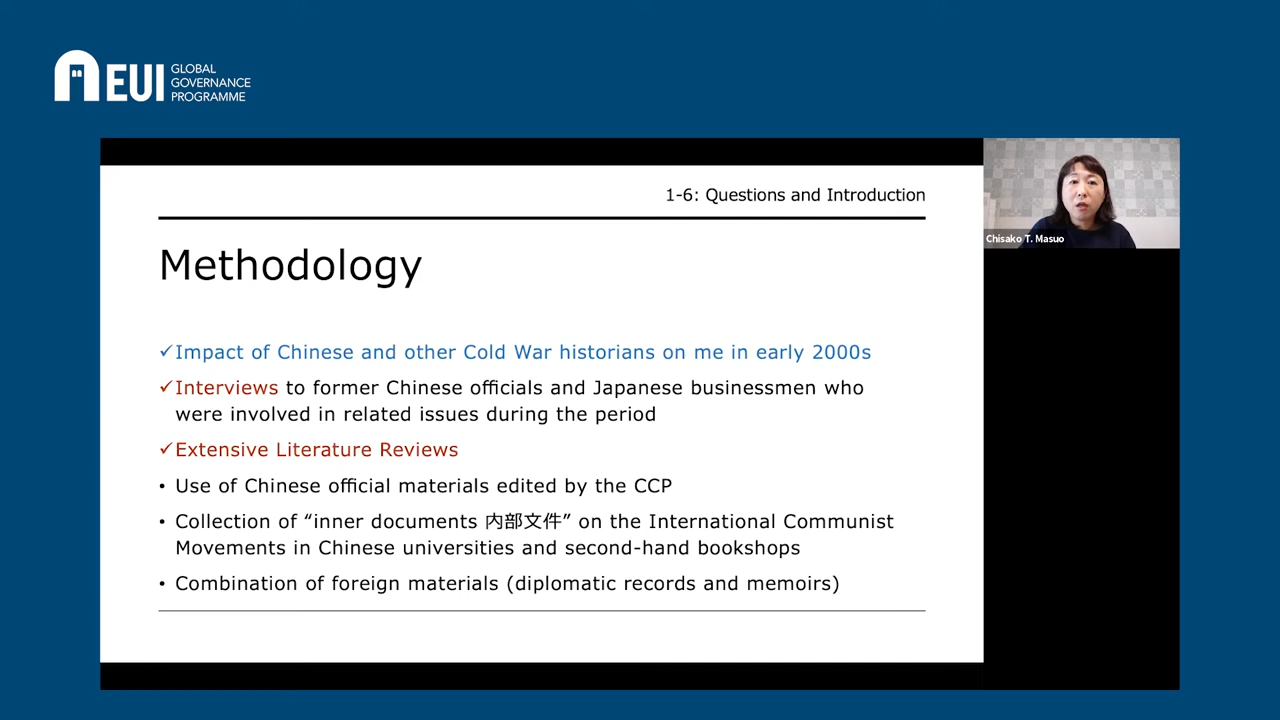 EUI
GLOBAL
GOVERNANCE
PROGRAMME
1-6: Questions and Introduction
Methodology
✓Impact of Chinese and other Cold War historians on me in early 2000s
✓Interviews to former Chinese officials and Japanese businessmen who
were involved in related issues during the period
✓Extensive Literature Reviews
• Use of Chinese official materials edited by the CCP
• Collection of “inner documents 内部文件” on the International Communist
Movements in Chinese universities and second-hand bookshops
• Combination of foreign materials (diplomatic records and memoirs)
Chisako T. Masuo